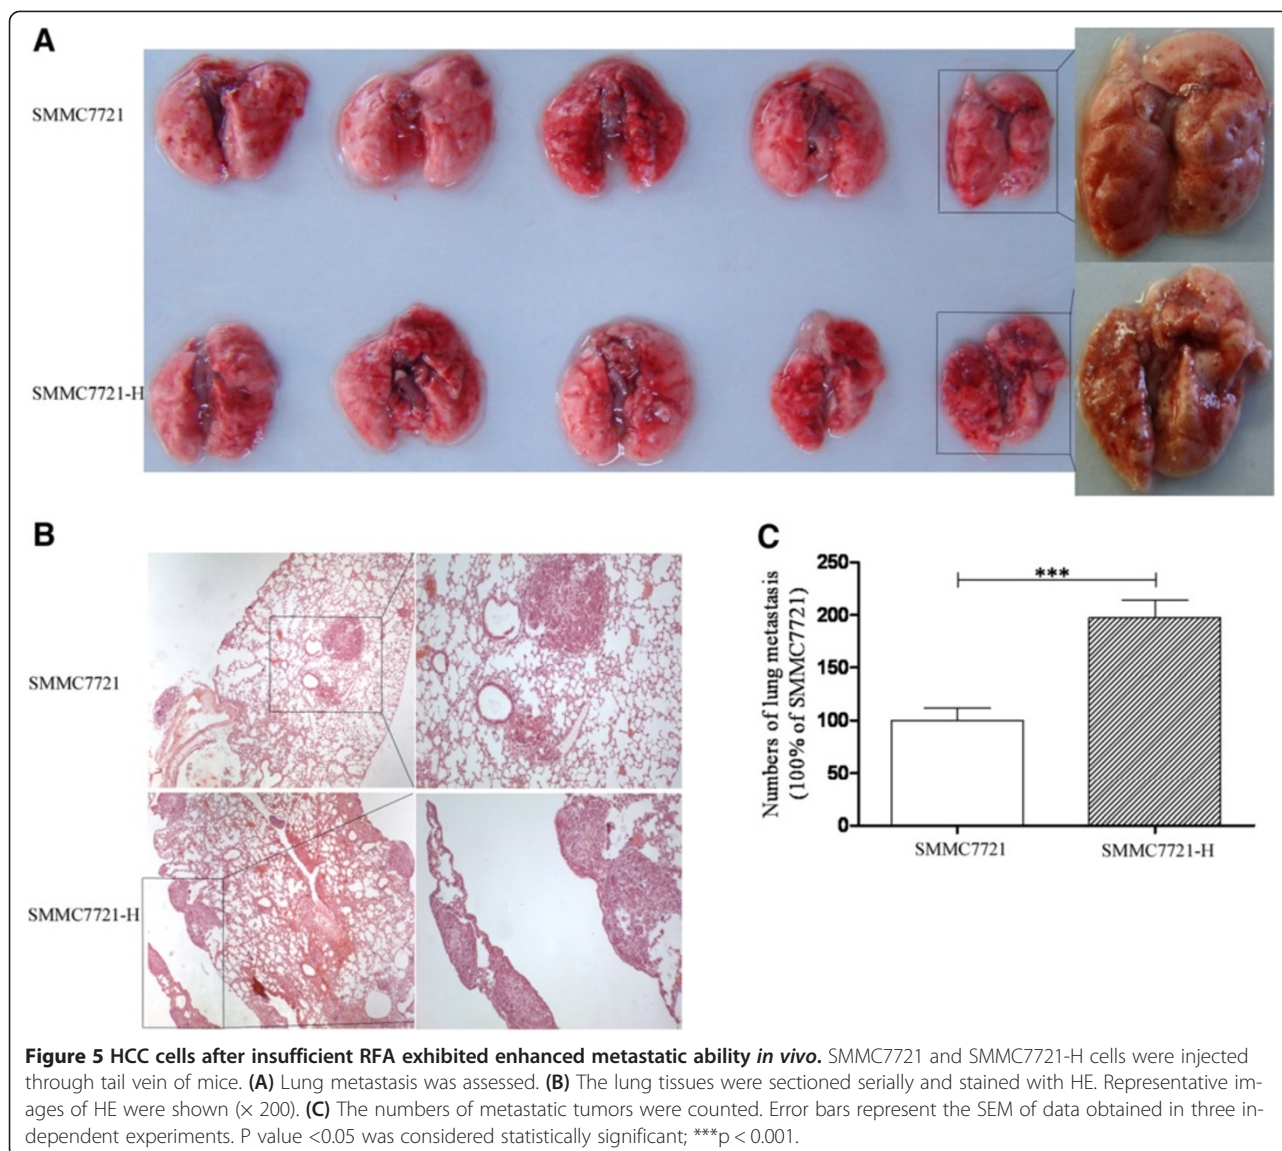 A
SMMC7721
SMMC7721-H
B
SMMC7721
SMMC7721-H
C
Numbers of lung metastasis
(100% of SMMC7721)
250
200
150
100
50
0
***
SMMC7721
SMMC7721-H
Figure 5 HCC cells after insufficient RFA exhibited enhanced metastatic ability in vivo. SMMC7721 and SMMC7721-H cells were injected
through tail vein of mice. (A) Lung metastasis was assessed. (B) The lung tissues were sectioned serially and stained with HE. Representative im-
ages of HE were shown (× 200). (C) The numbers of metastatic tumors were counted. Error bars represent the SEM of data obtained in three in-
dependent experiments. P value <0.05 was considered statistically significant; ***p < 0.001.